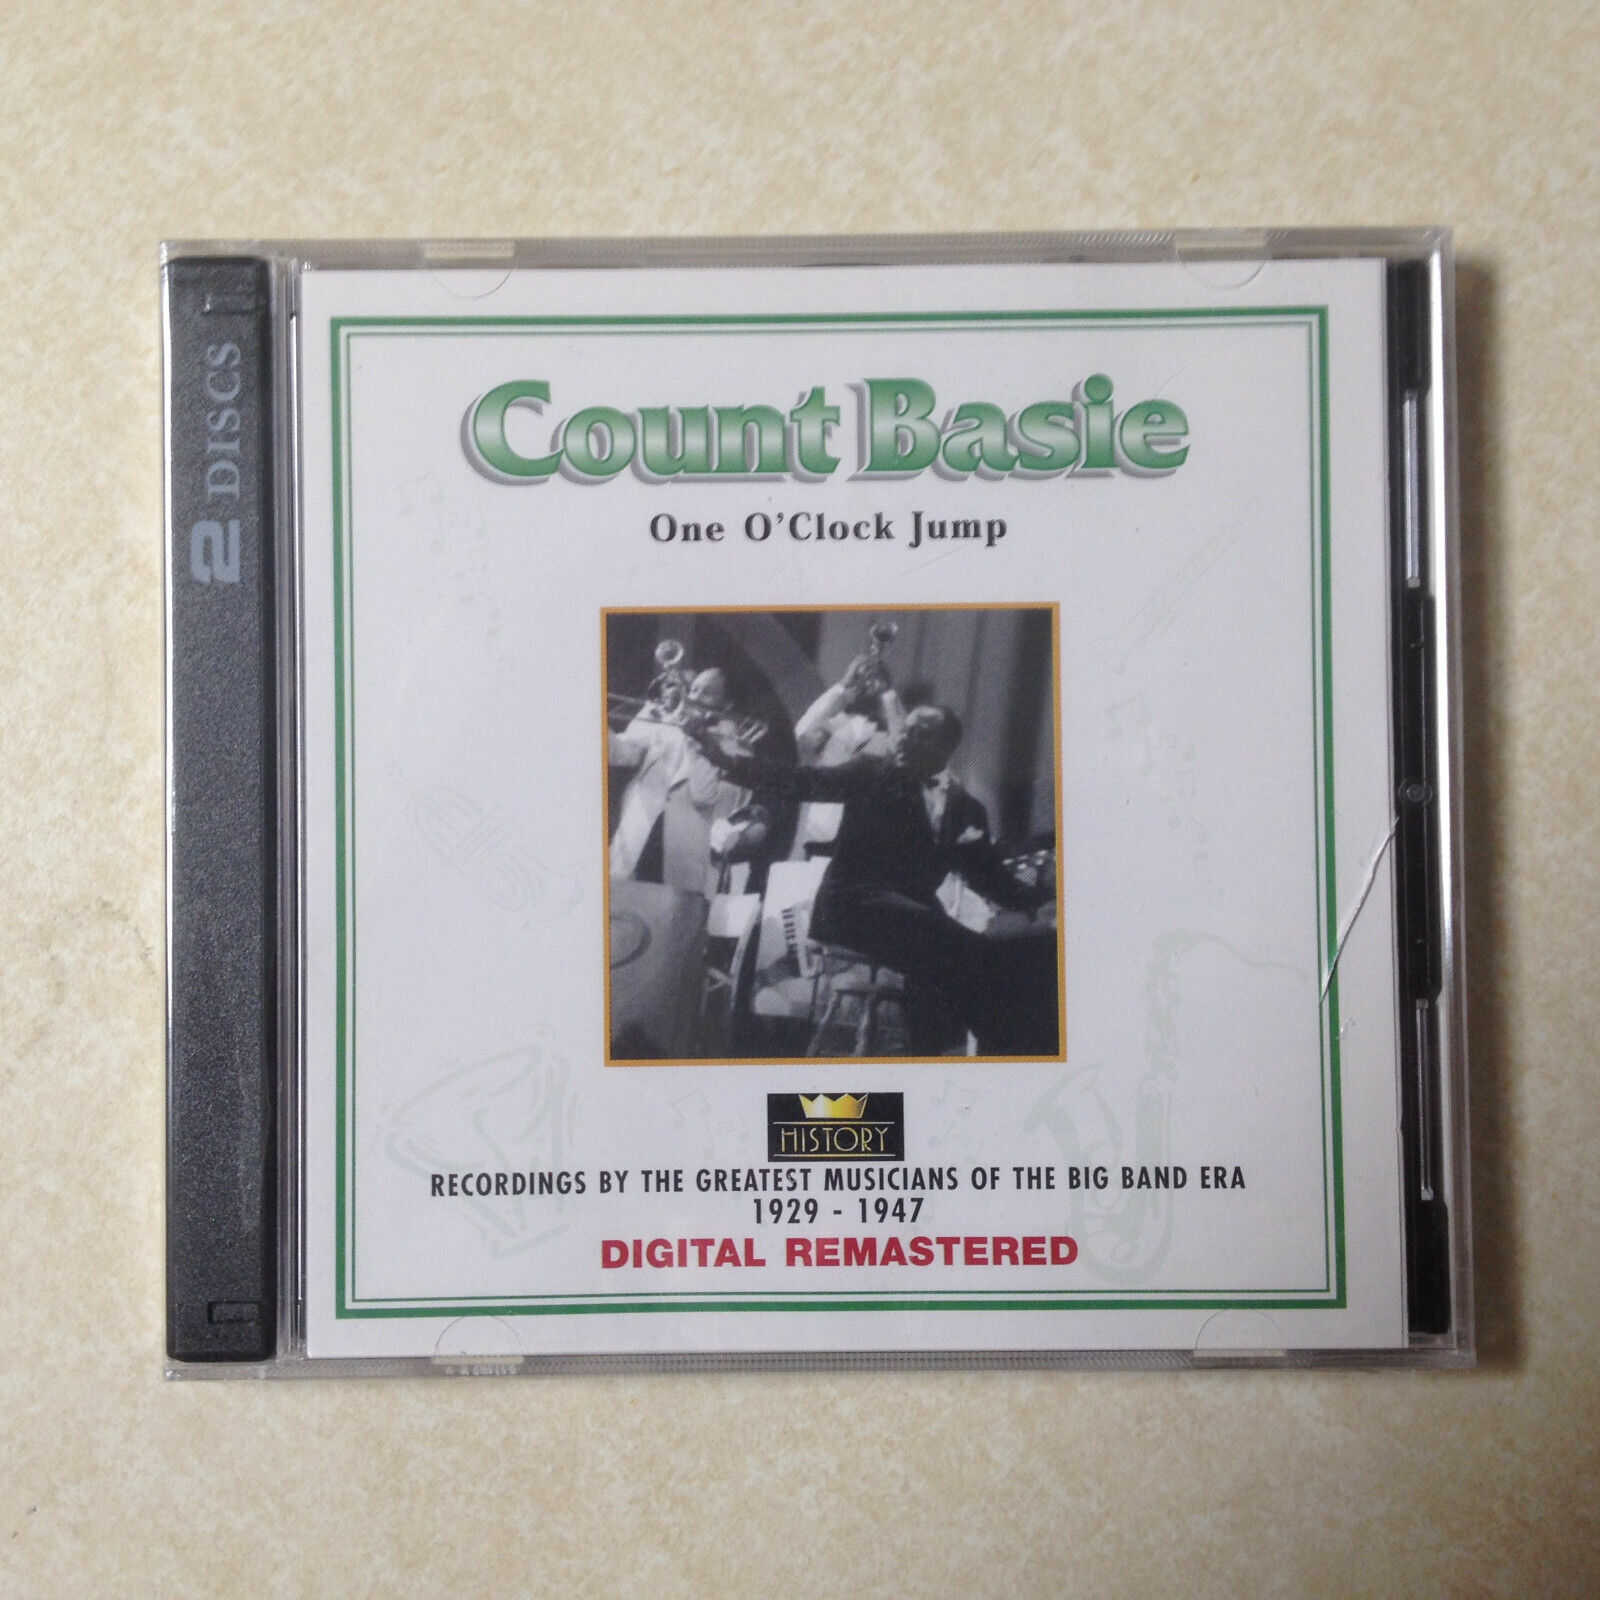 2 DISCS
Count Basie
One O'Clock Jump
HISTORY
RECORDINGS BY THE GREATEST MUSICIANS OF THE BIG BAND ERA
1929 - 1947
DIGITAL REMASTERED